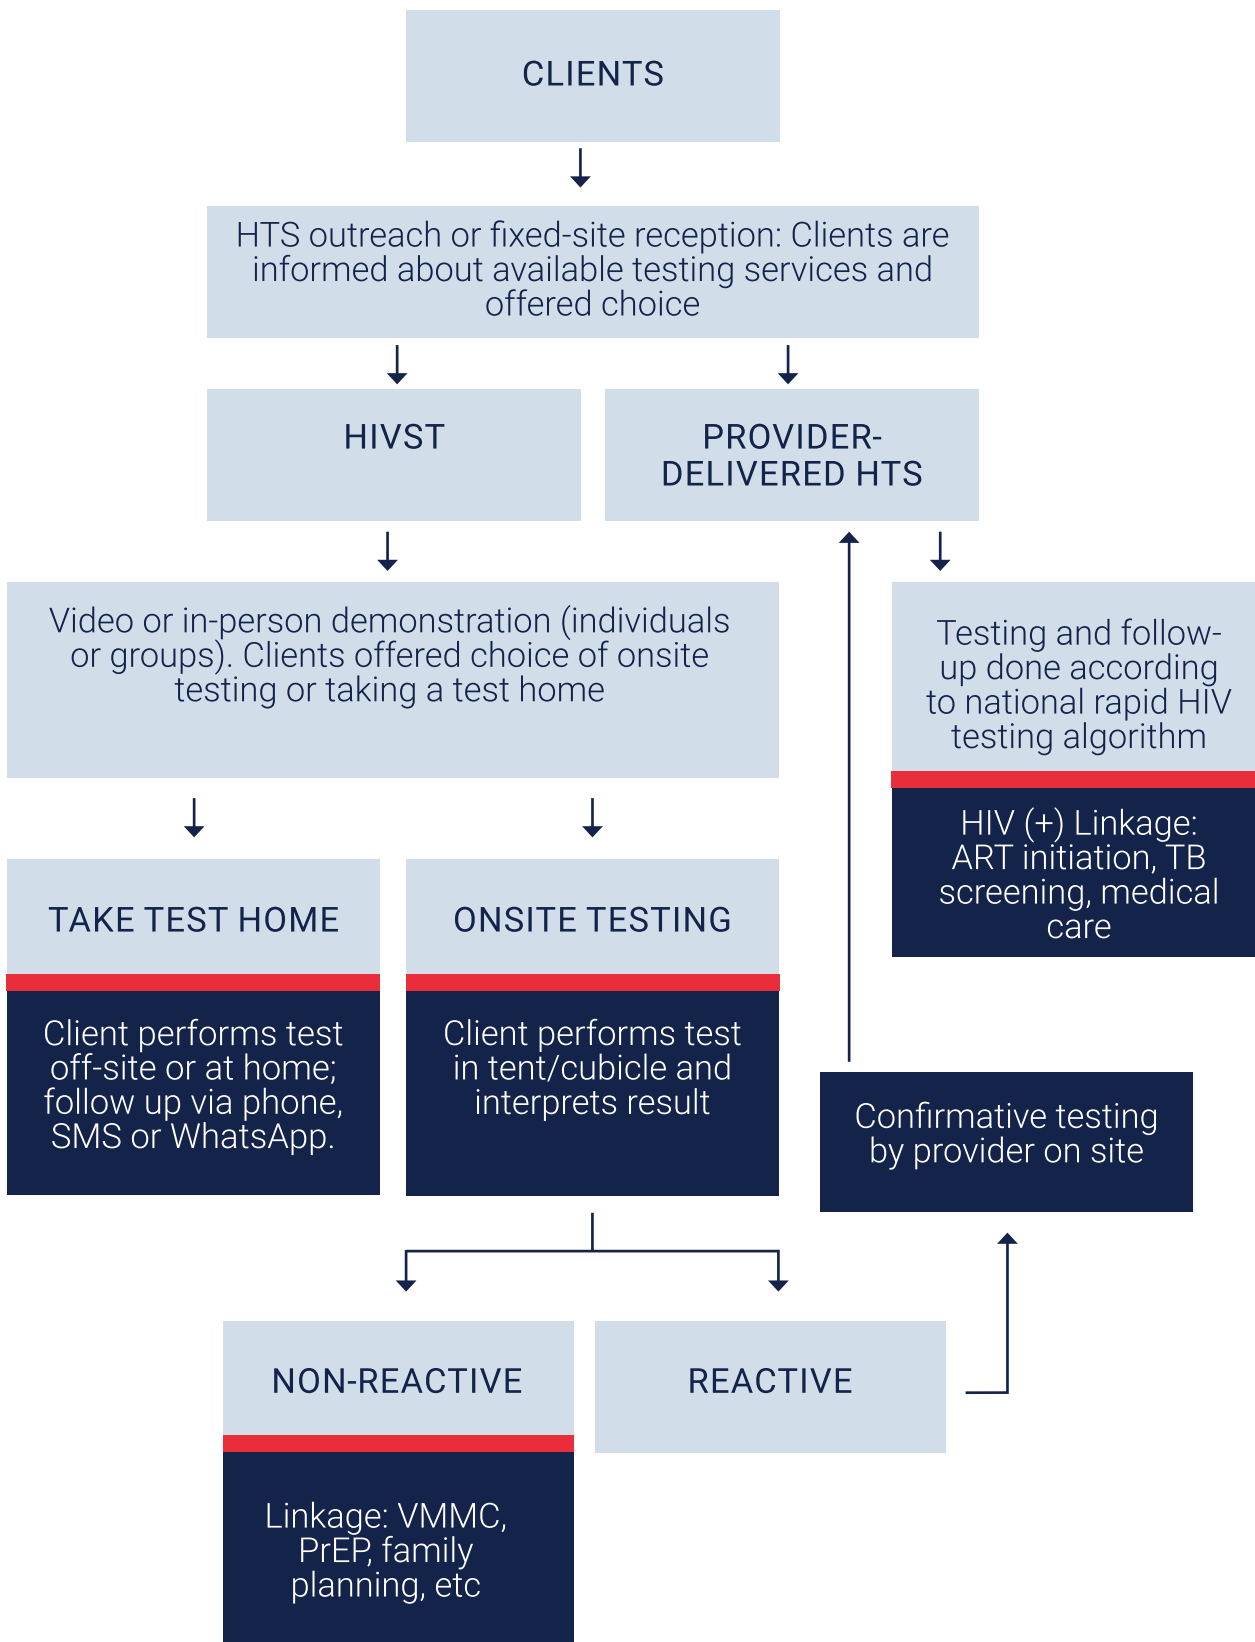 CLIENTS
HTS outreach or fixed-site reception: Clients are
informed about available testing services and
offered choice
HIVST
PROVIDER-
DELIVERED HTS
Video or in-person demonstration (individuals
or groups). Clients offered choice of onsite
testing or taking a test home
Testing and follow-
up done according
to national rapid HIV
testing algorithm
HIV (+) Linkage:
ART initiation, TB
screening, medical
care
TAKE TEST HOME
Client performs test
off-site or at home;
follow up via phone,
SMS or WhatsApp.
ONSITE TESTING
Client performs test
in tent/cubicle and
interprets result
Confirmative testing
by provider on site
NON-REACTIVE
Linkage: VMMC,
PrEP, family
planning, etc
REACTIVE